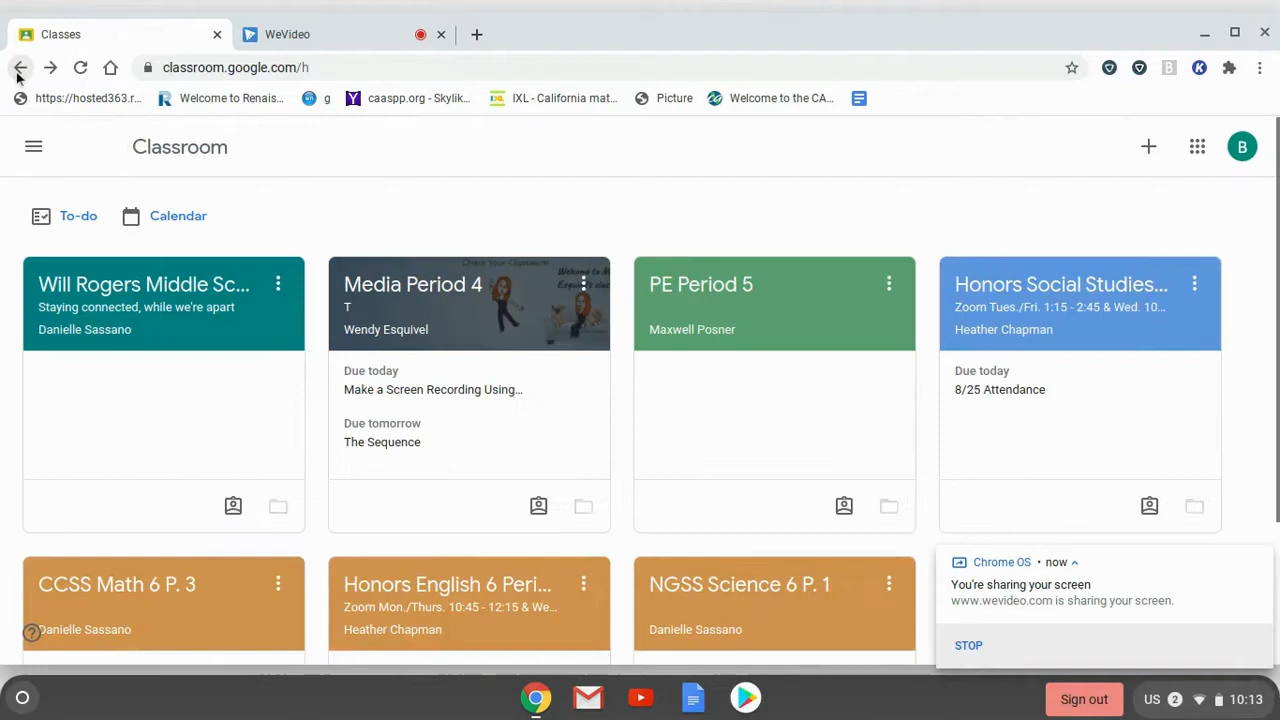 Classes
WeVideo
classroom.google.com/h
https://hosted363.r...
Welcome to Renais...
g
caaspp.org - Skylik...
IXL - California mat...
Picture
Welcome to the CA...
Classroom
B
To-do
Calendar
Will Rogers Middle Sc...
Staying connected, while we're apart
Danielle Sassano
Media Period 4
T
Wendy Esquivel
Due today
Make a Screen Recording Using...
Due tomorrow
The Sequence
PE Period 5
Maxwell Posner
Honors Social Studies...
Zoom Tues./Fri. 1:15 - 2:45 & Wed. 10...
Heather Chapman
Due today
8/25 Attendance
CCSS Math 6 P. 3
Danielle Sassano
Honors English 6 Peri...
Zoom Mon./Thurs. 10:45 - 12:15 & We...
Heather Chapman
NGSS Science 6 P. 1
Danielle Sassano
Chrome OS • now
You're sharing your screen
www.wevideo.com is sharing your screen.
STOP
Sign out
US 2 10:13